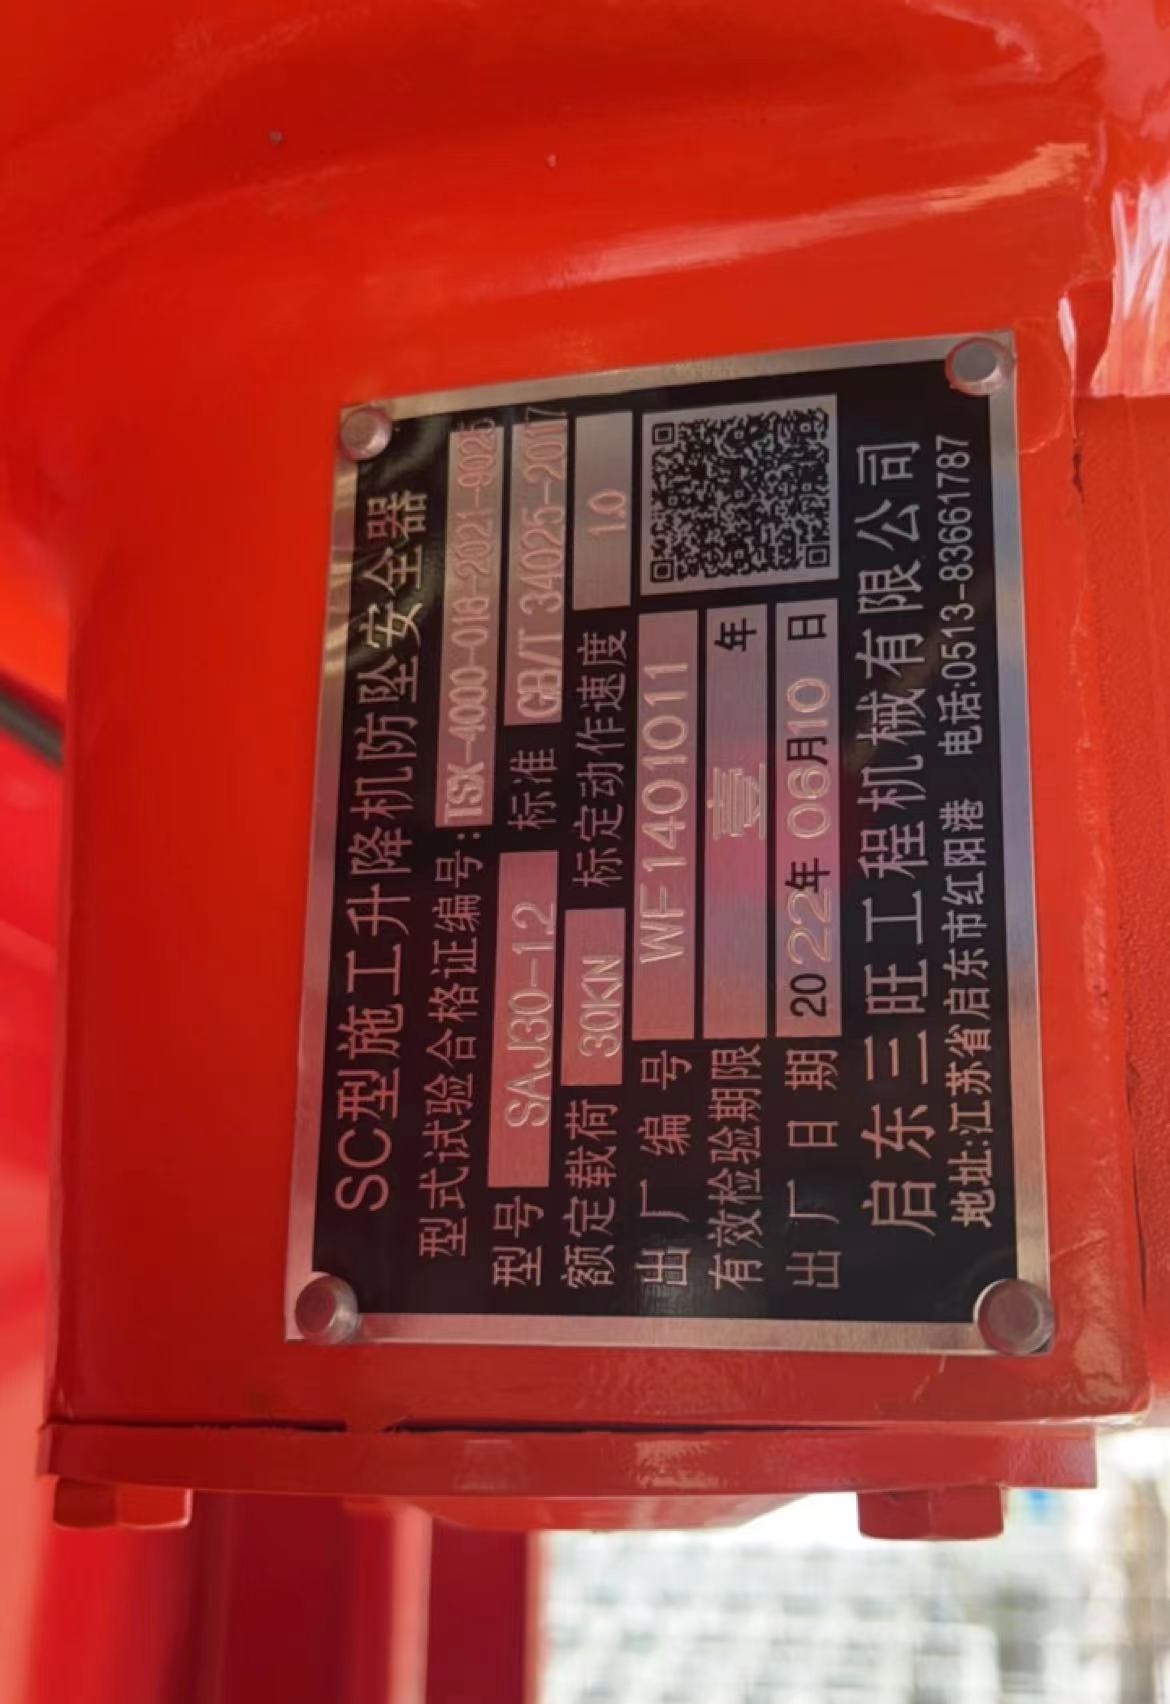 SC型施工升降机防坠安全器
型式试验合格证编号:TSX-4000-018-2021-9025
型号 SAJ30-1.2 标准 GB/T 34025-2017
额定载荷 30KN 标定动作速度 1.0
出厂编号 WF1401011
有效检验期限 壹 年
出厂日期 2022年06月10日
启东三旺工程机械有限公司
地址:江苏省启东市红阳港 电话:0513-83661787